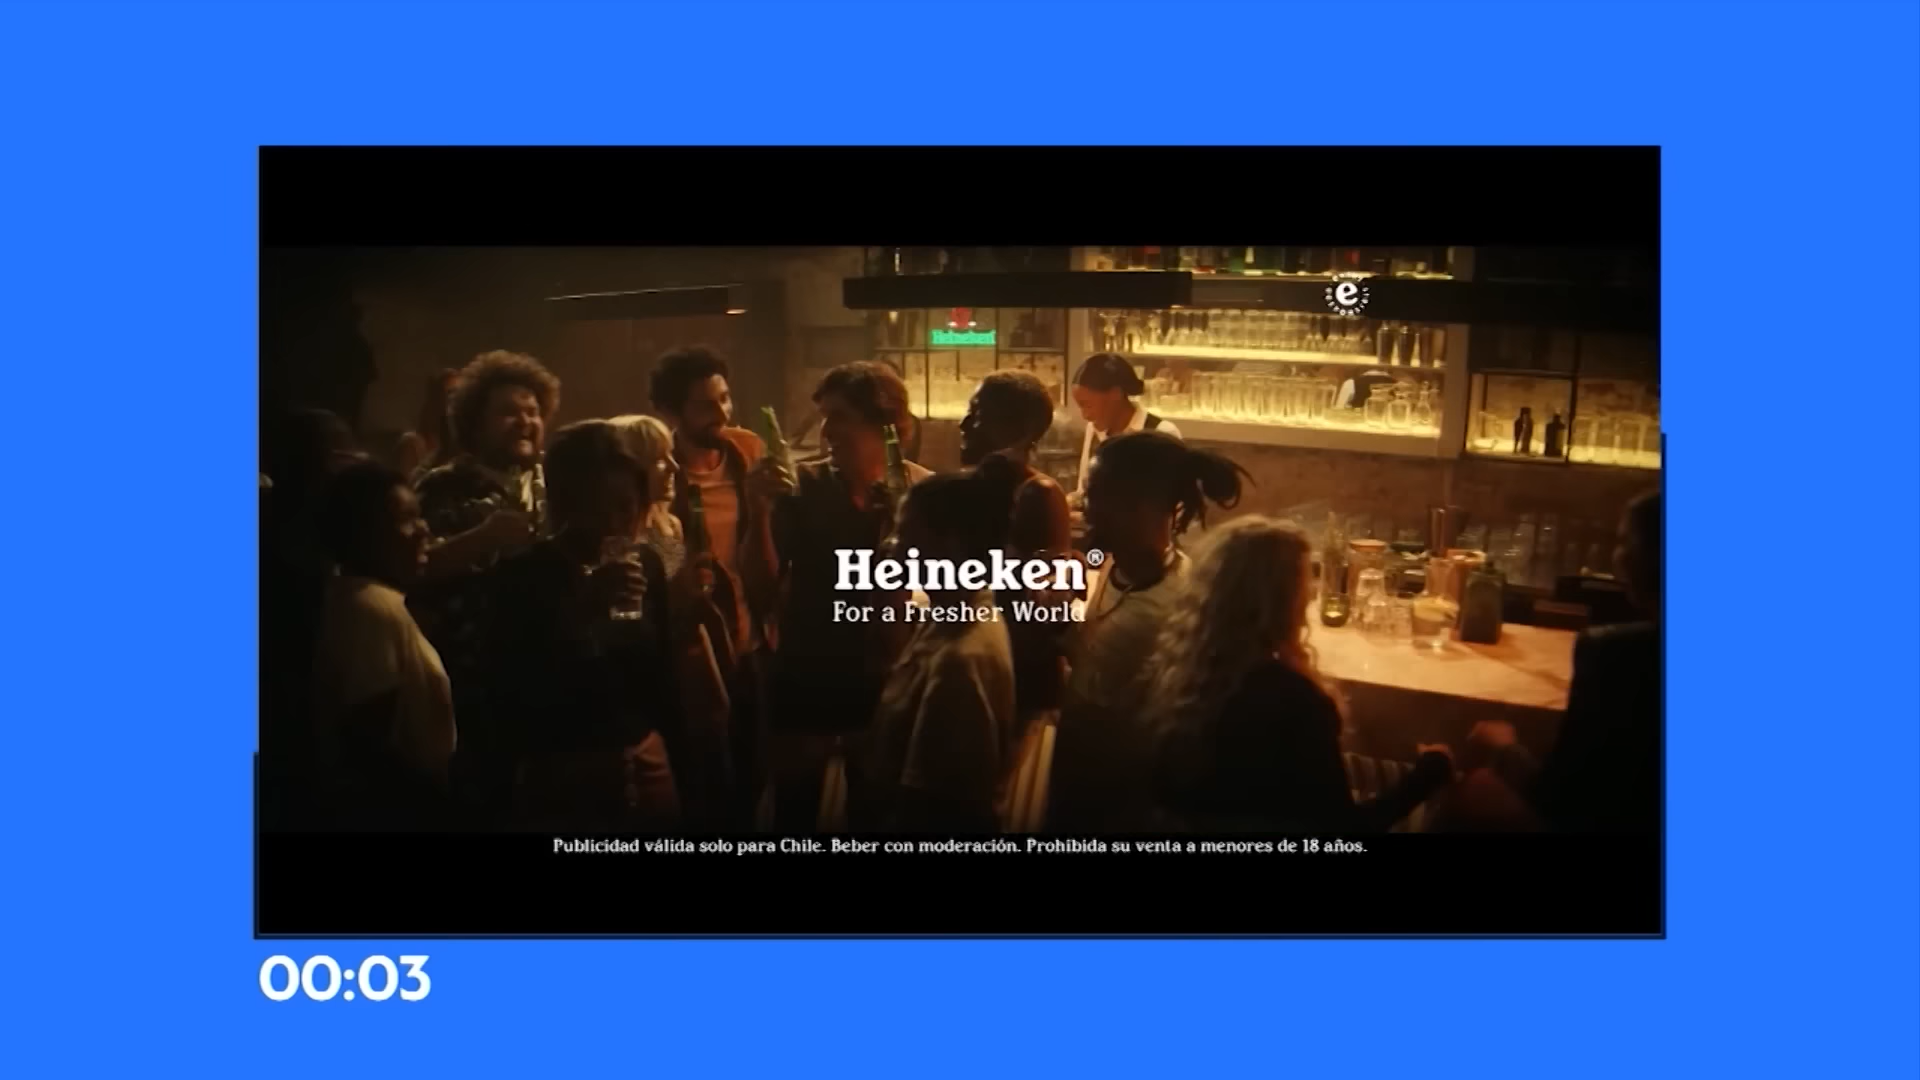 Heineken
e
Heineken®
For a Fresher World
Publicidad válida solo para Chile. Beber con moderación. Prohibida su venta a menores de 18 años.
00:03